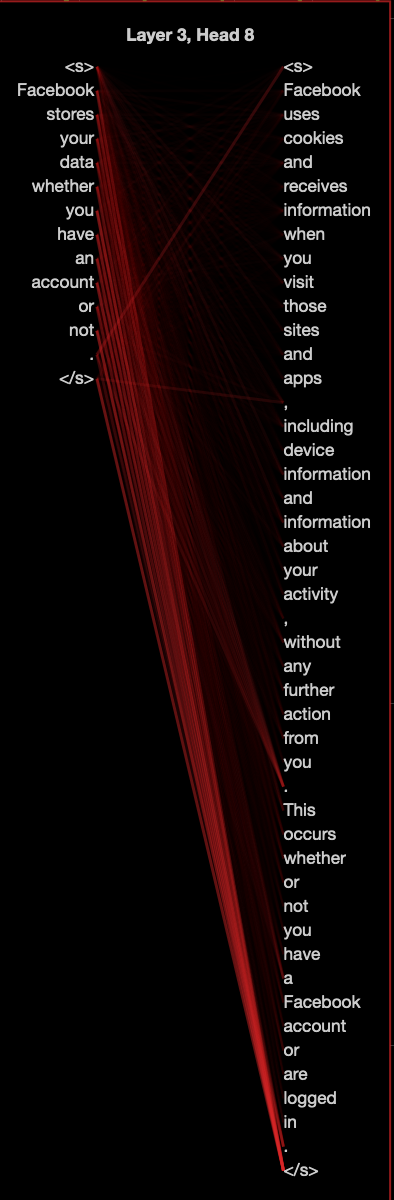 Layer 3, Head 8
<s> <s>
Facebook Facebook
stores uses
your cookies
data and
whether receives
you information
have when
an you
account visit
or those
not sites
. and
</s> apps
,
including
device
information
and
information
about
your
activity
,
without
any
further
action
from
you
.
This
occurs
whether
or
not
you
have
a
Facebook
account
or
are
logged
in
.
</s>